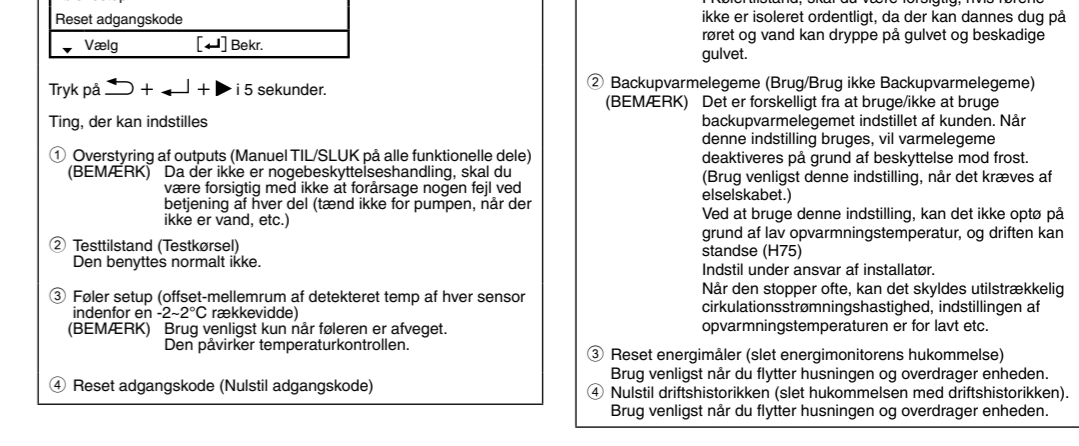 Reset adgangskode
Vælg [↵] Bekr.
Tryk på ⮌ + ↵ + ▶ i 5 sekunder.
Ting, der kan indstilles
① Overstyring af outputs (Manuel TIL/SLUK på alle funktionelle dele)
(BEMÆRK) Da der ikke er nogebeskyttelseshandling, skal du
være forsigtig med ikke at forårsage nogen fejl ved
betjening af hver del (tænd ikke for pumpen, når der
ikke er vand, etc.)
② Testtilstand (Testkørsel)
Den benyttes normalt ikke.
③ Føler setup (offset-mellemrum af detekteret temp af hver sensor
indenfor en -2~2°C rækkevidde)
(BEMÆRK) Brug venligst kun når føleren er afveget.
Den påvirker temperaturkontrollen.
④ Reset adgangskode (Nulstil adgangskode)
ikke er isoleret ordentligt, da der kan dannes dug på
røret og vand kan dryppe på gulvet og beskadige
gulvet.
② Backupvarmelegeme (Brug/Brug ikke Backupvarmelegeme)
(BEMÆRK) Det er forskelligt fra at bruge/ikke at bruge
backupvarmelegemet indstillet af kunden. Når
denne indstilling bruges, vil varmelegeme
deaktiveres på grund af beskyttelse mod frost.
(Brug venligst denne indstilling, når det kræves af
elselskabet.)
Ved at bruge denne indstilling, kan det ikke optø på
grund af lav opvarmningstemperatur, og driften kan
standse (H75)
Indstil under ansvar af installatør.
Når den stopper ofte, kan det skyldes utilstrækkelig
cirkulationsstrømningshastighed, indstillingen af
opvarmningstemperaturen er for lavt etc.
③ Reset energimåler (slet energimonitorens hukommelse)
Brug venligst når du flytter husningen og overdrager enheden.
④ Nulstil driftshistorikken (slet hukommelsen med driftshistorikken).
Brug venligst når du flytter husningen og overdrager enheden.